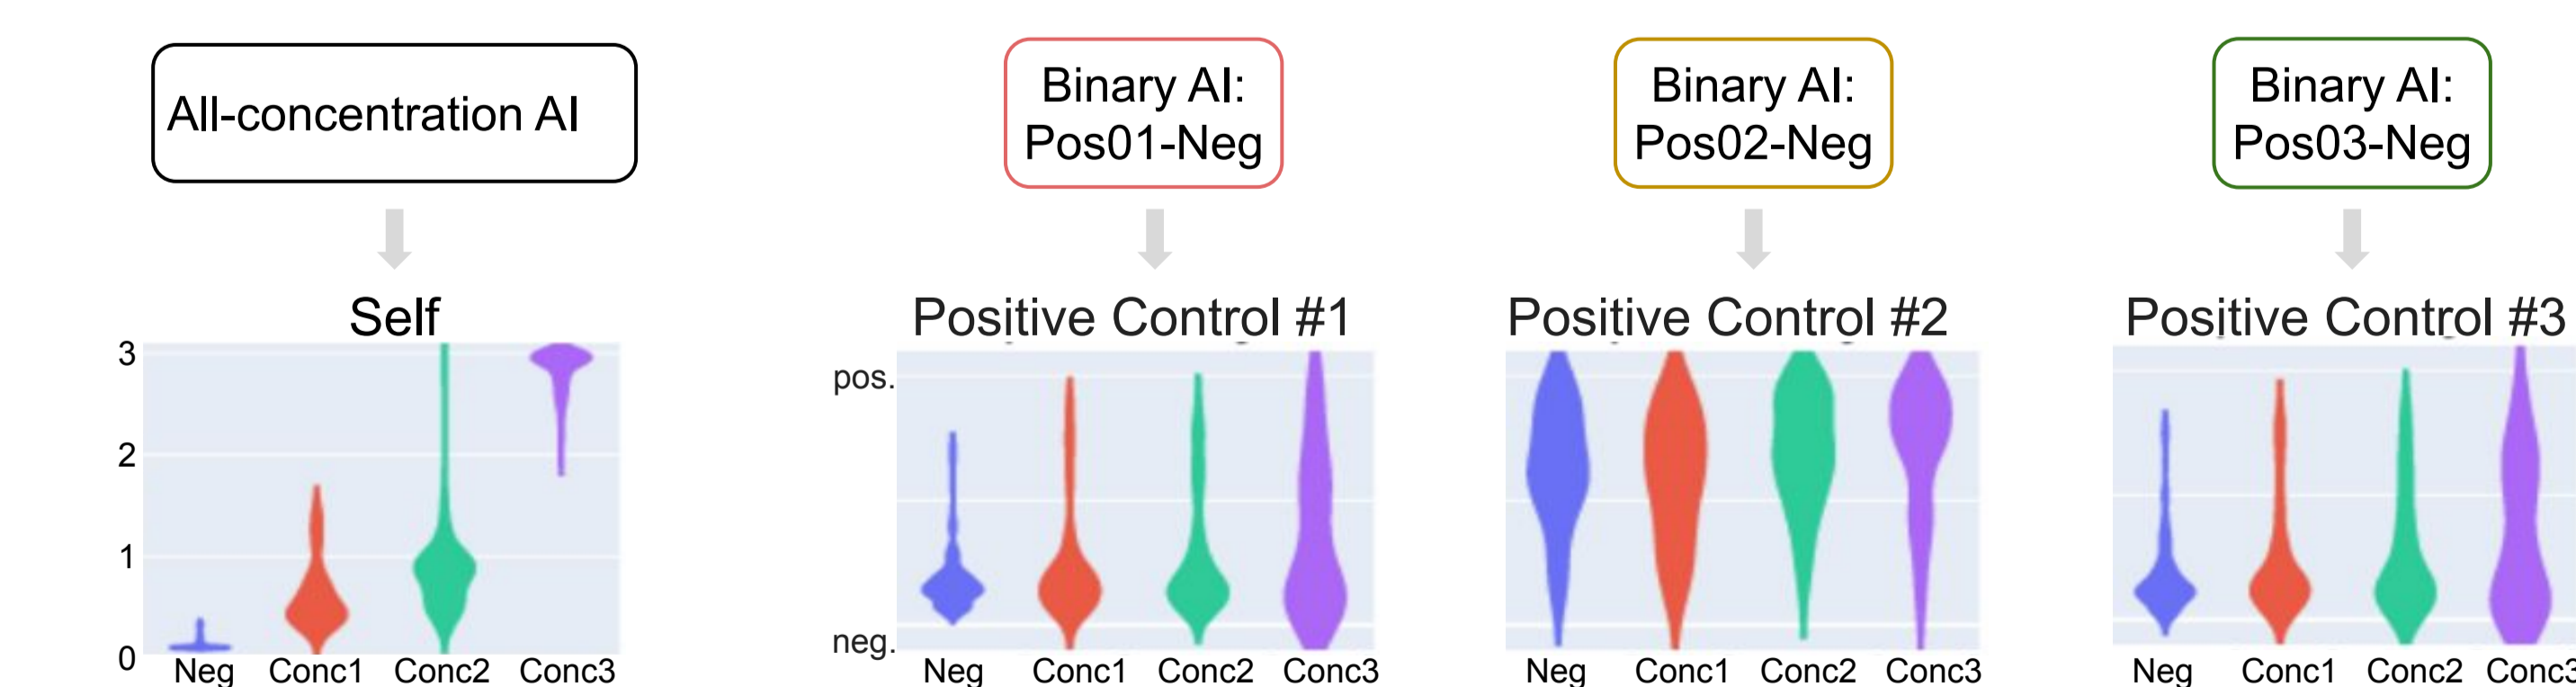 All-concentration AI
Binary AI:
Pos01-Neg
Binary AI:
Pos02-Neg
Binary AI:
Pos03-Neg
Self
3
2
1
0
Neg Conc1 Conc2 Conc3
Positive Control #1
pos.
neg.
Neg Conc1 Conc2 Conc3
Positive Control #2
Neg Conc1 Conc2 Conc3
Positive Control #3
Neg Conc1 Conc2 Conc3